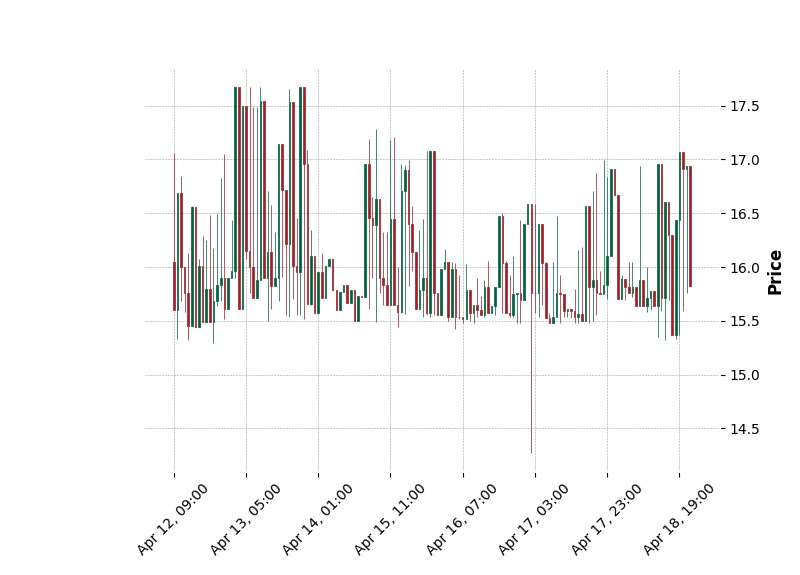 17.5
17.0
16.5
16.0
15.5
15.0
14.5
Price
Apr 12, 09:00
Apr 13, 05:00
Apr 14, 01:00
Apr 15, 11:00
Apr 16, 07:00
Apr 17, 03:00
Apr 17, 23:00
Apr 18, 19:00